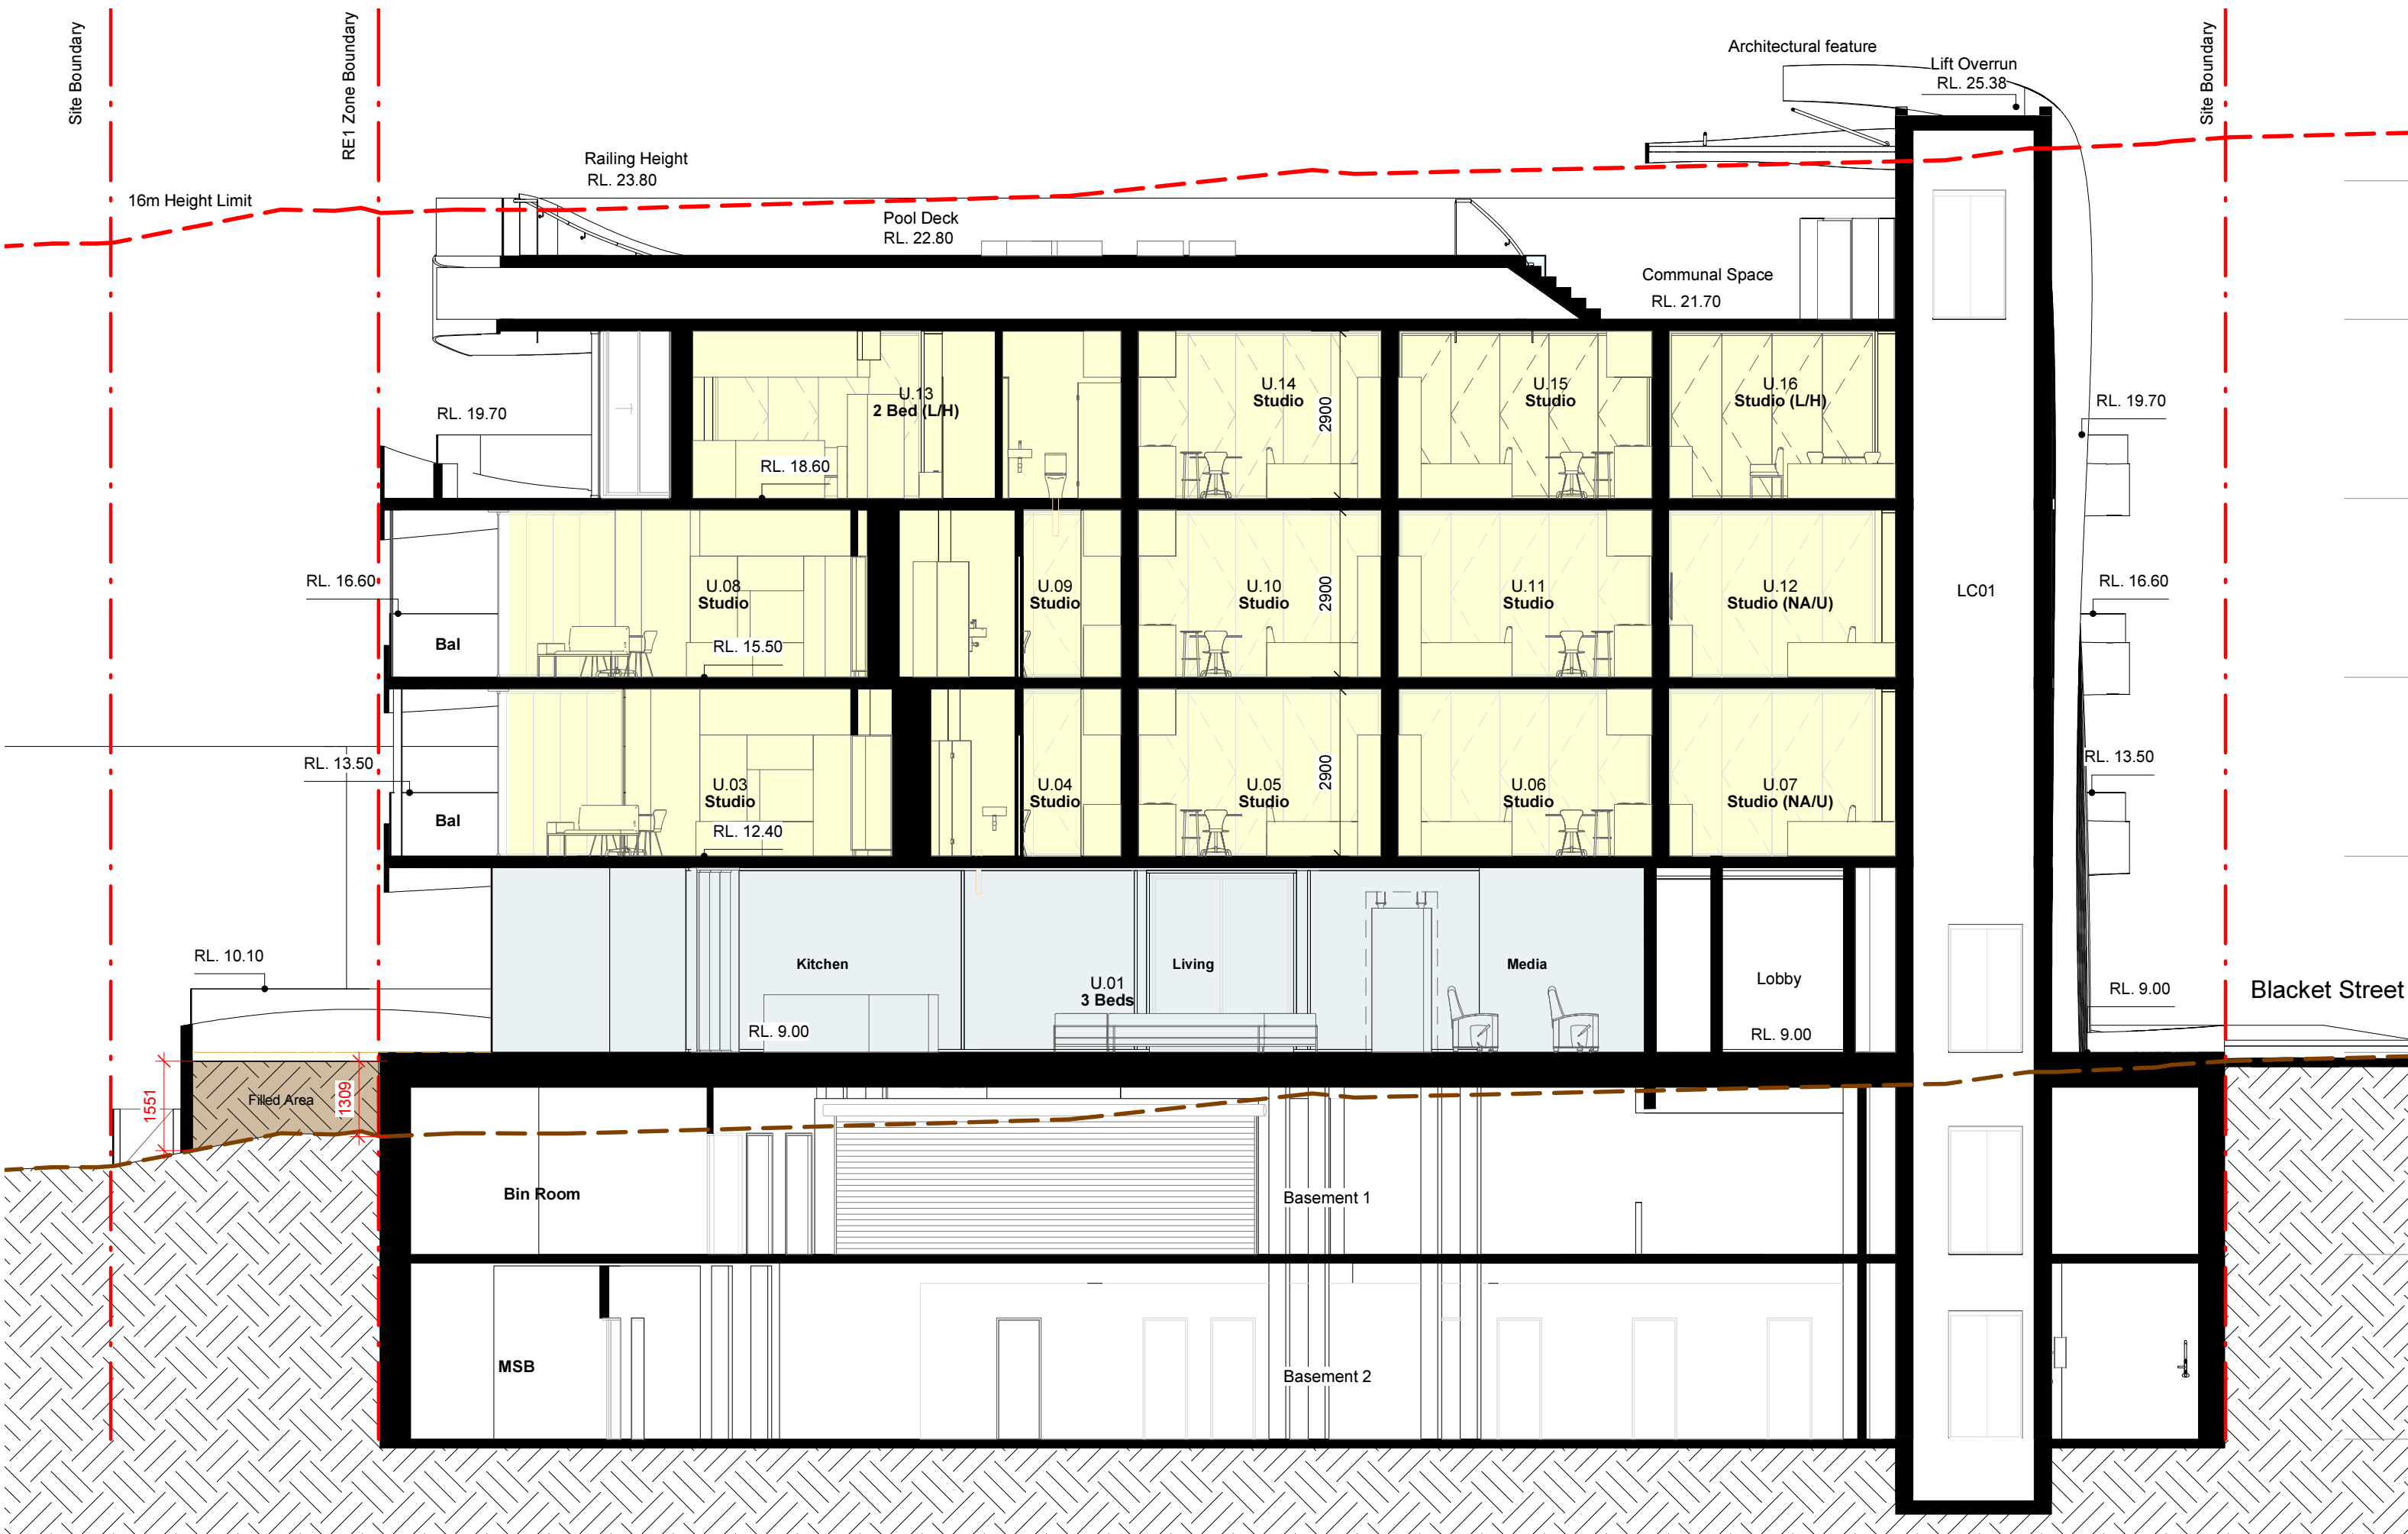 Site Boundary
RE1 Zone Boundary
Site Boundary
Architectural feature
Lift Overrun
RL. 25.38
Railing Height
RL. 23.80
16m Height Limit
Pool Deck
RL. 22.80
Communal Space
RL. 21.70
RL. 19.70
U.13
2 Bed (L/H)
RL. 18.60
U.14
Studio
2900
U.15
Studio
U.16
Studio (L/H)
RL. 19.70
RL. 16.60
Bal
U.08
Studio
RL. 15.50
U.09
Studio
U.10
Studio
2900
U.11
Studio
U.12
Studio (NA/U)
LC01
RL. 16.60
RL. 13.50
Bal
U.03
Studio
RL. 12.40
U.04
Studio
U.05
Studio
2900
U.06
Studio
U.07
Studio (NA/U)
RL. 13.50
RL. 10.10
Kitchen
RL. 9.00
U.01
3 Beds
Living
Media
Lobby
RL. 9.00
RL. 9.00
Blacket Street
1551
Filled Area
1309
Bin Room
Basement 1
MSB
Basement 2